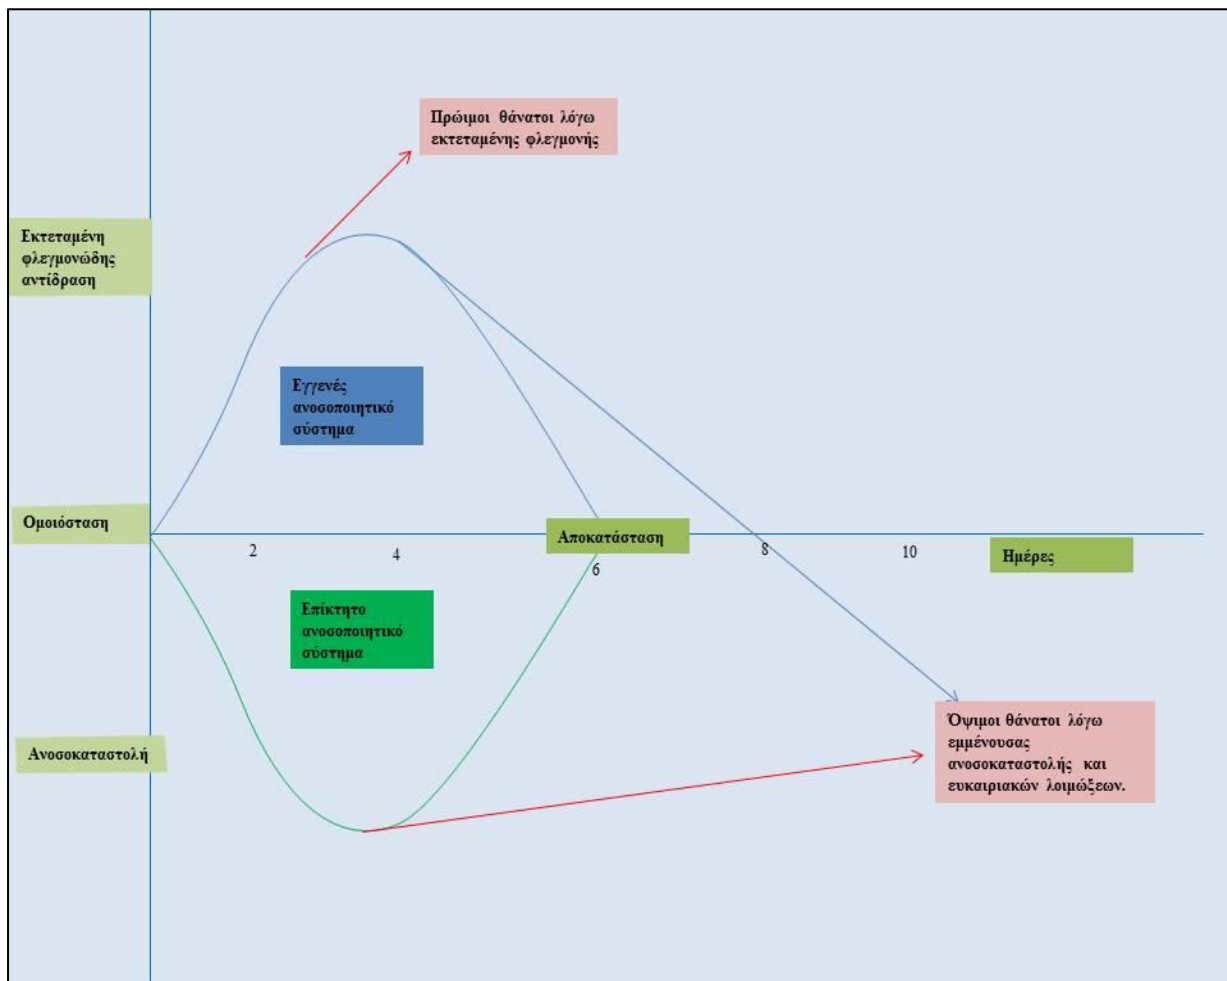 Πρώιμοι θάνατοι λόγω
εκτεταμένης φλεγμονής
Εκτεταμένη
φλεγμονώδης
αντίδραση
Εγγενές
ανοσοποιητικό
σύστημα
Ομοιόσταση
Αποκατάσταση
2
4
6
8
10
Ημέρες
Επίκτητο
ανοσοποιητικό
σύστημα
Ανοσοκαταστολή
Όψιμοι θάνατοι λόγω
εμμένουσας
ανοσοκαταστολής και
ευκαιριακών λοιμώξεων.